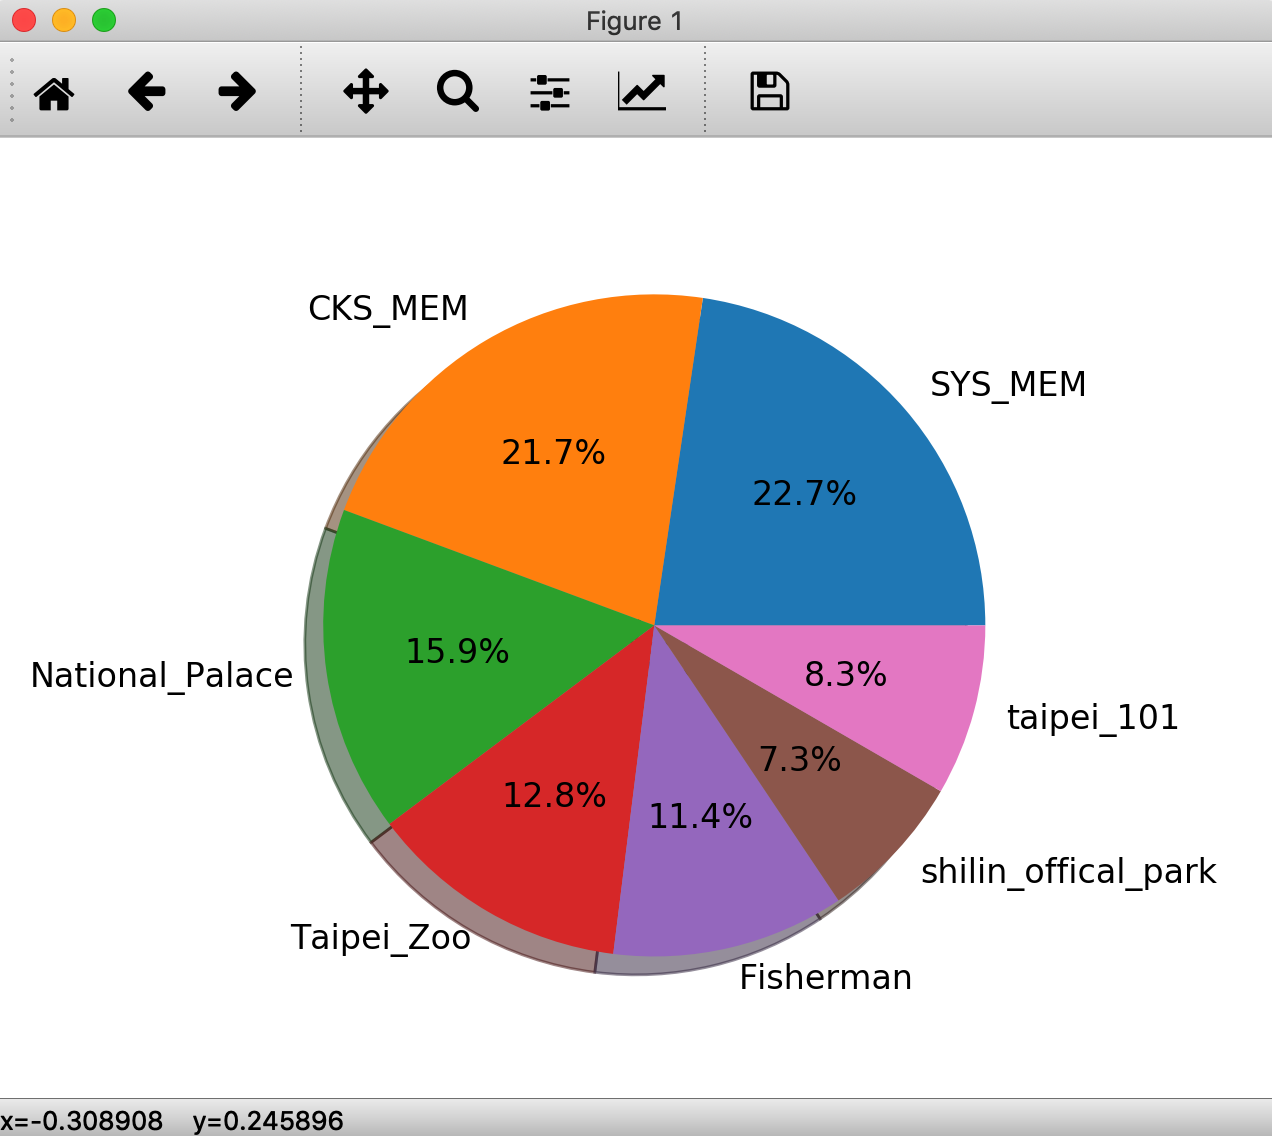 Figure 1
CKS_MEM
SYS_MEM
21.7%
22.7%
15.9%
National_Palace
8.3%
taipei_101
7.3%
12.8%
11.4%
shilin_offical_park
Taipei_Zoo
Fisherman
x=-0.308908 y=0.245896